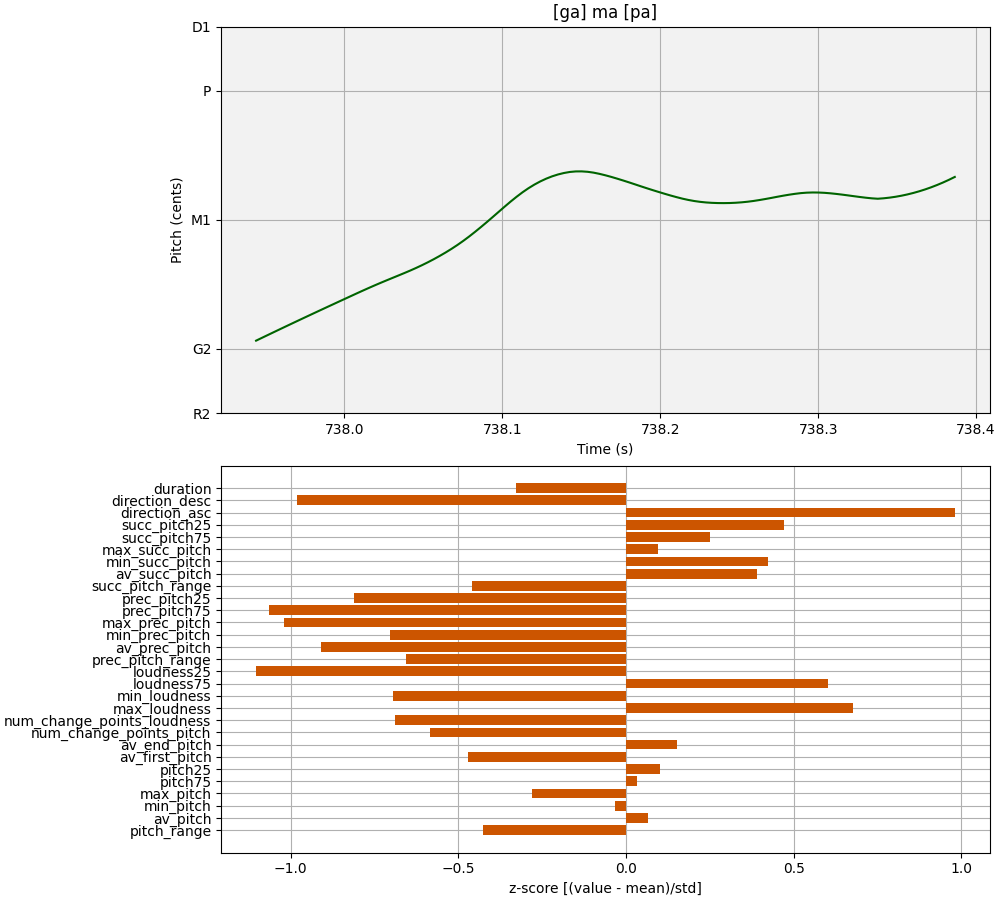 [ga] ma [pa]
D1
P
M1
G2
R2
Pitch (cents)
738.0 738.1 738.2 738.3 738.4
Time (s)
duration
direction_desc
direction_asc
succ_pitch25
succ_pitch75
max_succ_pitch
min_succ_pitch
av_succ_pitch
succ_pitch_range
prec_pitch25
prec_pitch75
max_prec_pitch
min_prec_pitch
av_prec_pitch
prec_pitch_range
loudness25
loudness75
min_loudness
max_loudness
num_change_points_loudness
num_change_points_pitch
av_end_pitch
av_first_pitch
pitch25
pitch75
max_pitch
min_pitch
av_pitch
pitch_range
−1.0 −0.5 0.0 0.5 1.0
z-score [(value - mean)/std]